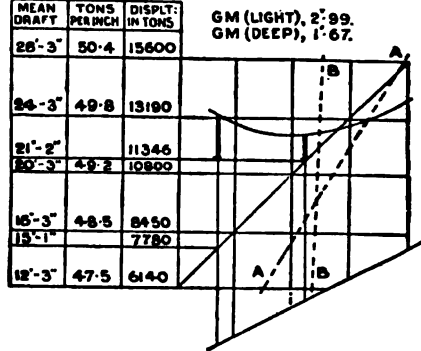 MEAN DRAFT TONS PER INCH DISPLT: IN TONS
28'-3" 50·4 15600
24'-3" 49·8 13190
21'-2" 11346
20'-3" 49·2 10800
16'-3" 48·5 8450
15'-1" 7780
12'-3" 47·5 6140
GM (LIGHT), 2'·99.
GM (DEEP), 1'·67.
A
B
A
B